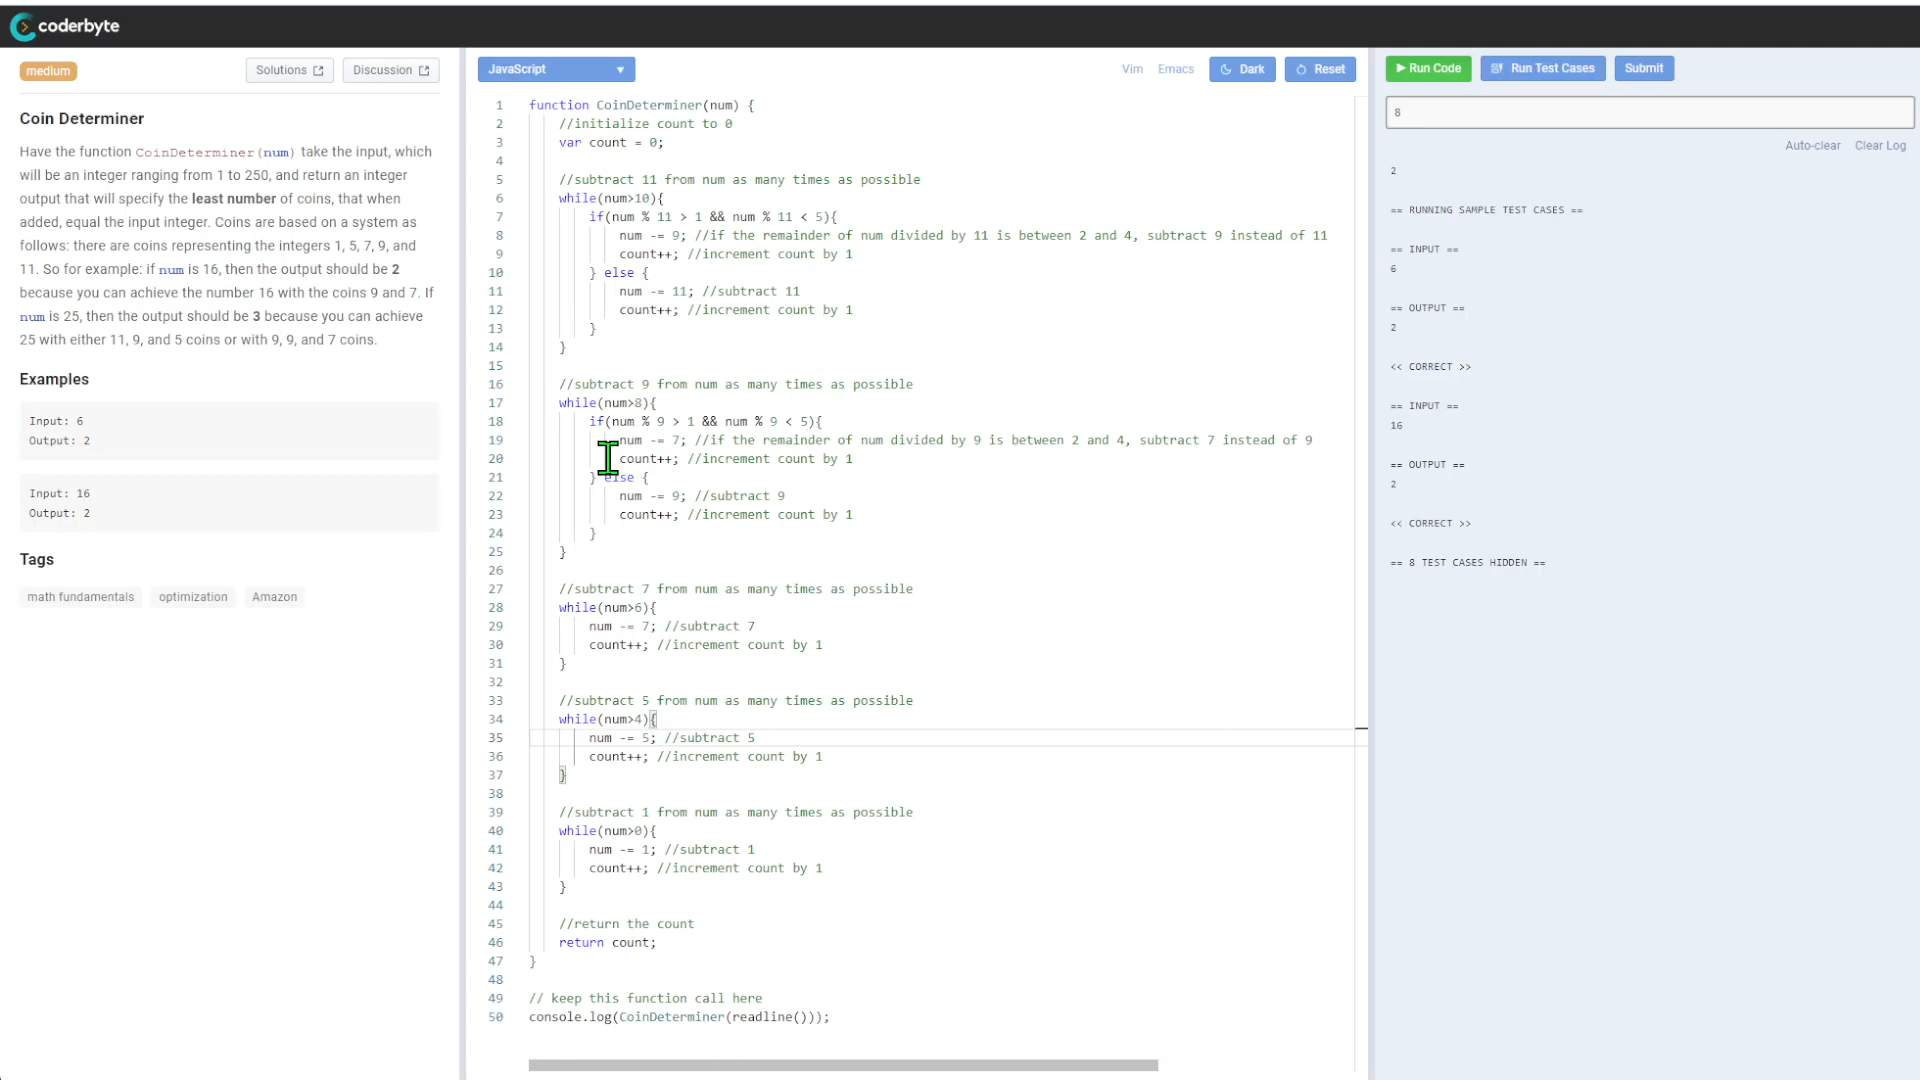 coderbyte
medium
Solutions
Discussion
Coin Determiner
Have the function CoinDeterminer(num) take the input, which
will be an integer ranging from 1 to 250, and return an integer
output that will specify the least number of coins, that when
added, equal the input integer. Coins are based on a system as
follows: there are coins representing the integers 1, 5, 7, 9, and
11. So for example: if num is 16, then the output should be 2
because you can achieve the number 16 with the coins 9 and 7. If
num is 25, then the output should be 3 because you can achieve
25 with either 11, 9, and 5 coins or with 9, 9, and 7 coins.
Examples
Input: 6
Output: 2
Input: 16
Output: 2
Tags
math fundamentals
optimization
Amazon
JavaScript
Vim
Emacs
Dark
Reset
1 function CoinDeterminer(num) {
2 //initialize count to 0
3 var count = 0;
4
5 //subtract 11 from num as many times as possible
6 while(num>10){
7 if(num % 11 > 1 && num % 11 < 5){
8 num -= 9; //if the remainder of num divided by 11 is between 2 and 4, subtract 9 instead of 11
9 count++; //increment count by 1
10 } else {
11 num -= 11; //subtract 11
12 count++; //increment count by 1
13 }
14 }
15
16 //subtract 9 from num as many times as possible
17 while(num>8){
18 if(num % 9 > 1 && num % 9 < 5){
19 num -= 7; //if the remainder of num divided by 9 is between 2 and 4, subtract 7 instead of 9
20 count++; //increment count by 1
21 } else {
22 num -= 9; //subtract 9
23 count++; //increment count by 1
24 }
25 }
26
27 //subtract 7 from num as many times as possible
28 while(num>6){
29 num -= 7; //subtract 7
30 count++; //increment count by 1
31 }
32
33 //subtract 5 from num as many times as possible
34 while(num>4){
35 num -= 5; //subtract 5
36 count++; //increment count by 1
37 }
38
39 //subtract 1 from num as many times as possible
40 while(num>0){
41 num -= 1; //subtract 1
42 count++; //increment count by 1
43 }
44
45 //return the count
46 return count;
47 }
48
49 // keep this function call here
50 console.log(CoinDeterminer(readline()));
Run Code
Run Test Cases
Submit
8
Auto-clear
Clear Log
2
== RUNNING SAMPLE TEST CASES ==
== INPUT ==
6
== OUTPUT ==
2
<< CORRECT >>
== INPUT ==
16
== OUTPUT ==
2
<< CORRECT >>
== 8 TEST CASES HIDDEN ==